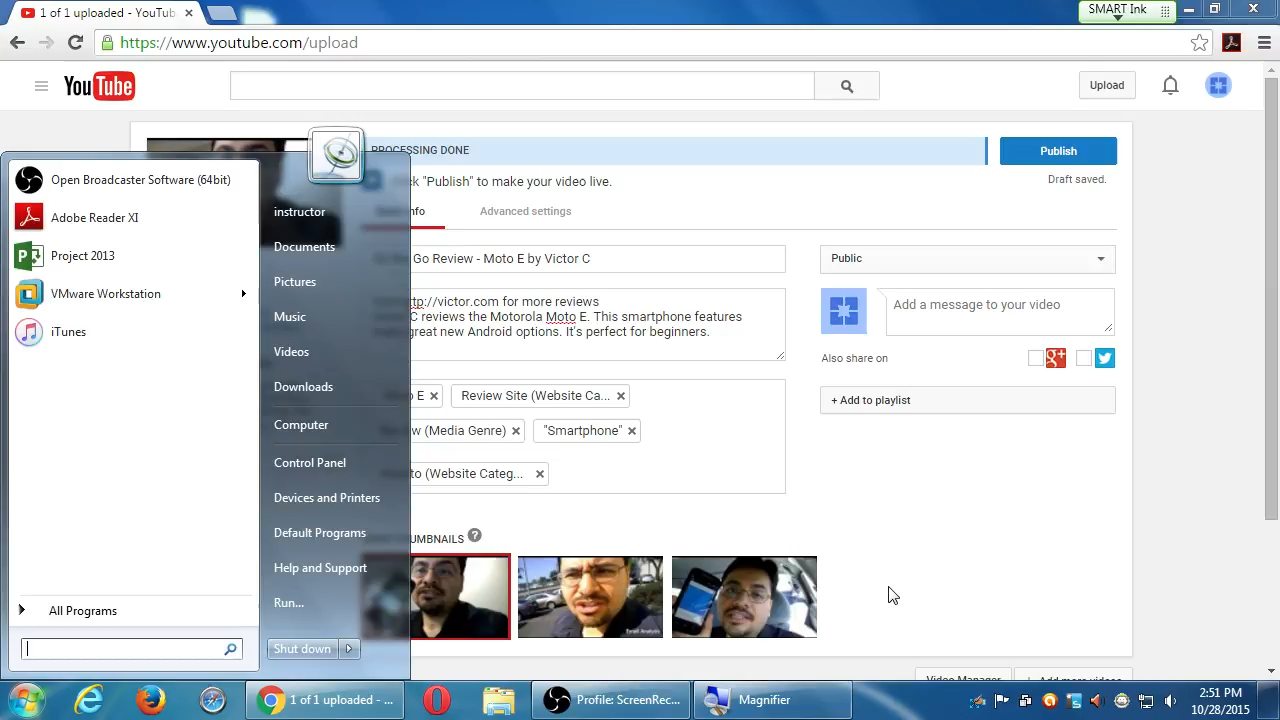 1 of 1 uploaded - YouTub
SMART Ink
https://www.youtube.com/upload
YouTube
Upload
PROCESSING DONE
Publish
"Publish" to make your video live.
Draft saved.
Advanced settings
Go Review - Moto E by Victor C
Public
://victor.com for more reviews
C reviews the Motorola Moto E. This smartphone features
great new Android options. It's perfect for beginners.
Add a message to your video
Also share on
g+
+ Add to playlist
E
Review Site (Website Ca...
(Media Genre)
"Smartphone"
(Website Categ...
Open Broadcaster Software (64bit)
Adobe Reader XI
Project 2013
VMware Workstation
iTunes
All Programs
instructor
Documents
Pictures
Music
Videos
Downloads
Computer
Control Panel
Devices and Printers
Default Programs
Help and Support
Run...
Shut down
Video Manager
+ Add more videos
1 of 1 uploaded - ...
Profile: ScreenRec...
Magnifier
2:51 PM
10/28/2015